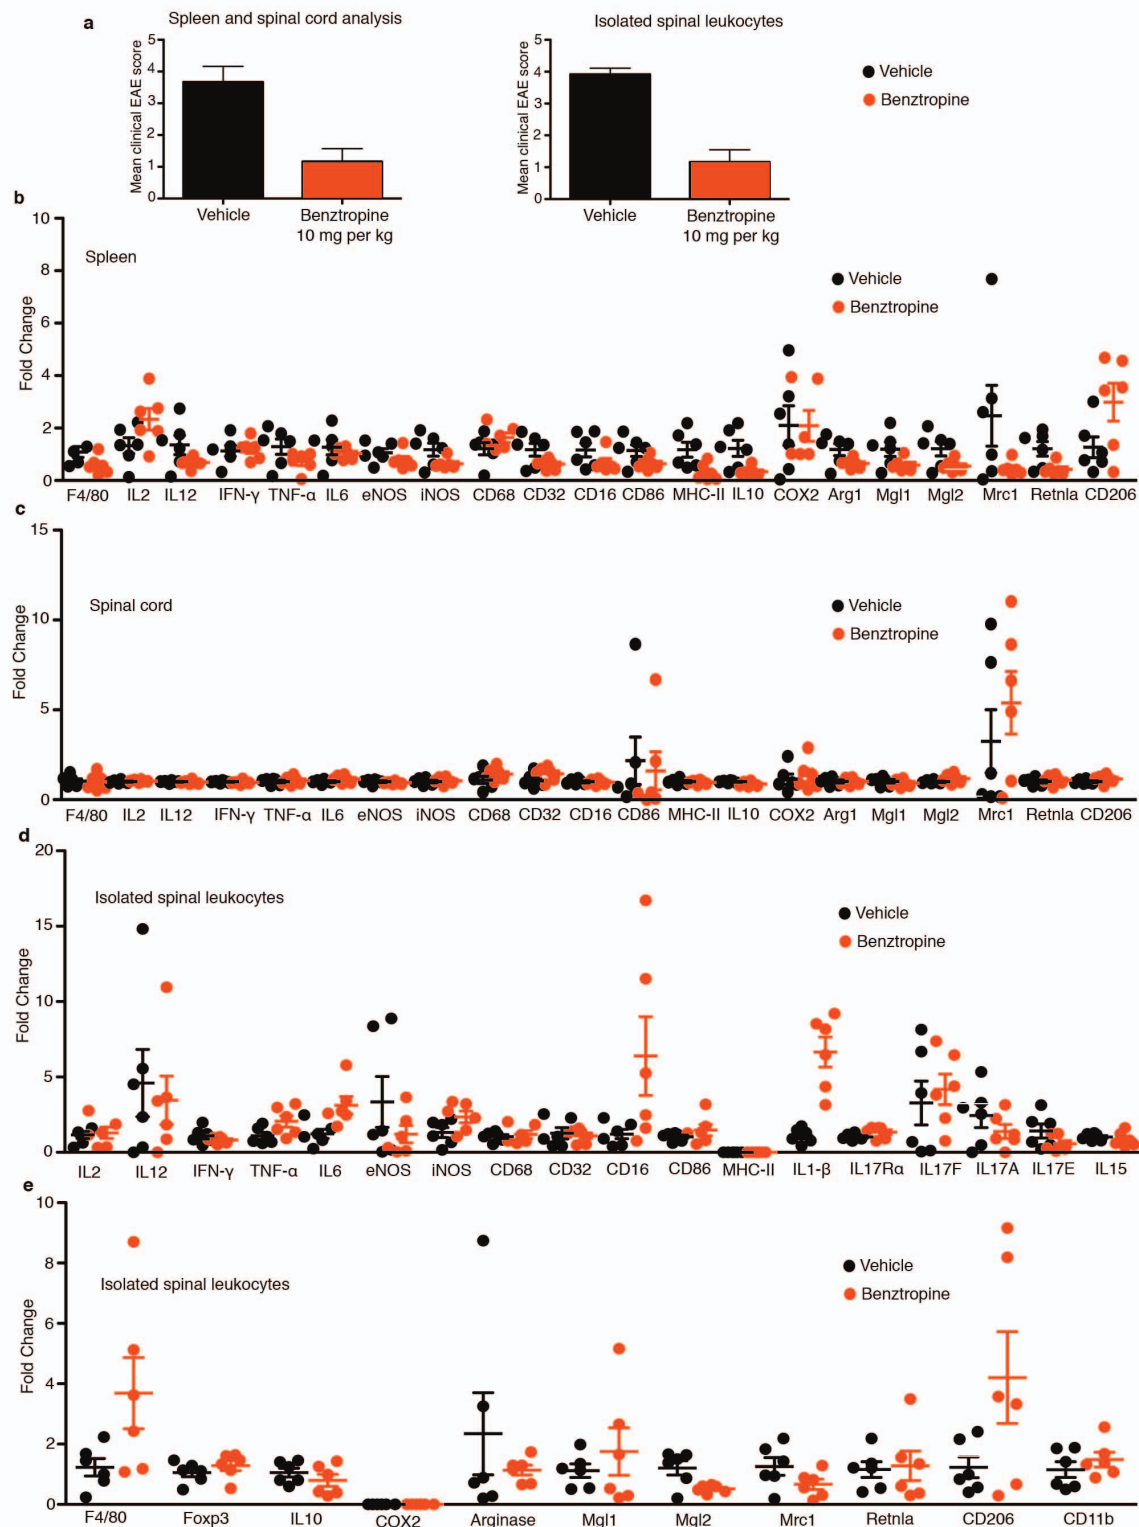 a
Spleen and spinal cord analysis
Isolated spinal leukocytes
Mean clinical EAE score
5
4
3
2
1
0
Vehicle
Benztropine
10 mg per kg
Mean clinical EAE score
5
4
3
2
1
0
Vehicle
Benztropine
10 mg per kg
Vehicle
Benztropine
b
Spleen
Fold Change
10
8
6
4
2
0
Vehicle
Benztropine
F4/80 IL2 IL12 IFN-γ TNF-α IL6 eNOS iNOS CD68 CD32 CD16 CD86 MHC-II IL10 COX2 Arg1 Mgl1 Mgl2 Mrc1 Retnla CD206
c
Spinal cord
Fold Change
15
10
5
0
Vehicle
Benztropine
F4/80 IL2 IL12 IFN-γ TNF-α IL6 eNOS iNOS CD68 CD32 CD16 CD86 MHC-II IL10 COX2 Arg1 Mgl1 Mgl2 Mrc1 Retnla CD206
d
Isolated spinal leukocytes
Fold Change
20
15
10
5
0
Vehicle
Benztropine
IL2 IL12 IFN-γ TNF-α IL6 eNOS iNOS CD68 CD32 CD16 CD86 MHC-II IL1-β IL17Rα IL17F IL17A IL17E IL15
e
Isolated spinal leukocytes
Fold Change
10
8
6
4
2
0
Vehicle
Benztropine
F4/80 Foxp3 IL10 COX2 Arginase Mgl1 Mgl2 Mrc1 Retnla CD206 CD11b